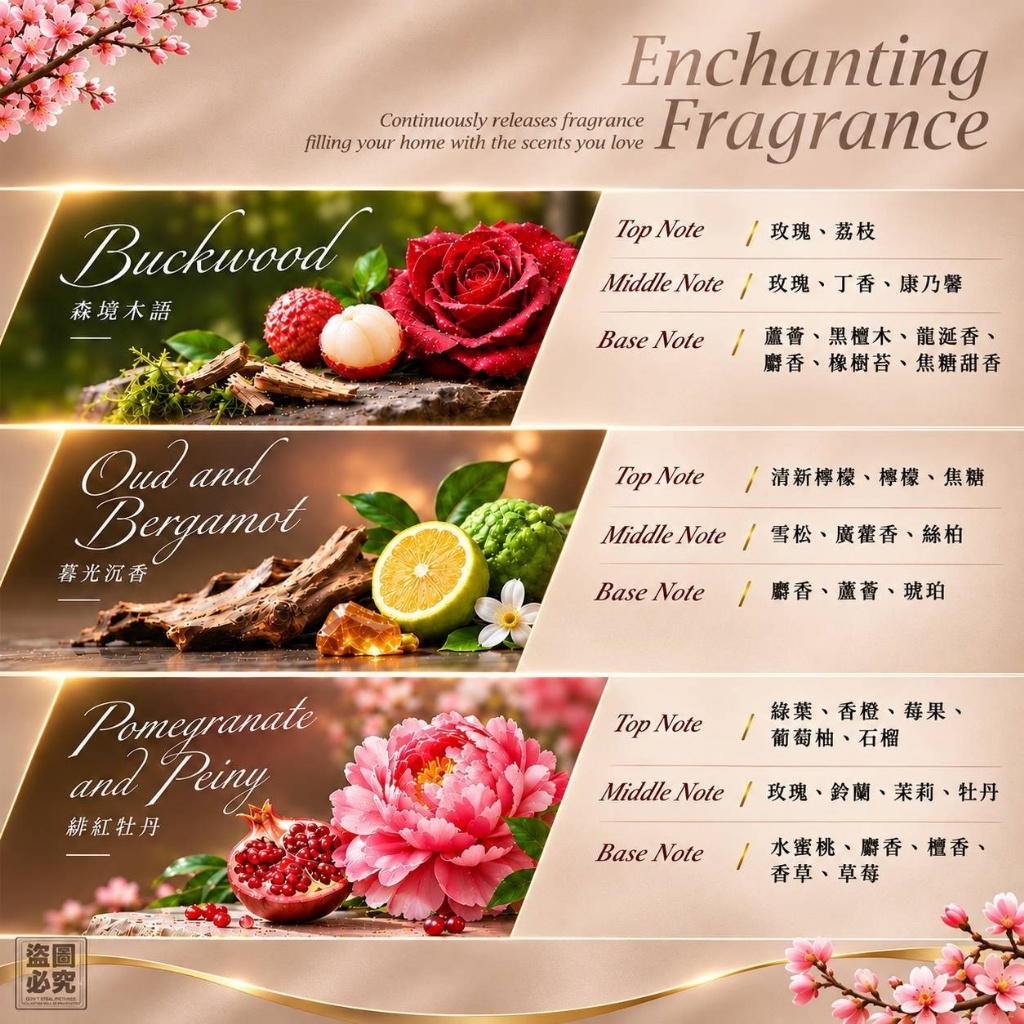 Enchanting
Fragrance
Continuously releases fragrance
filling your home with the scents you love
Buckwood
森境木語
Top Note
玫瑰、荔枝
Middle Note
玫瑰、丁香、康乃馨
Base Note
蘆薈、黑檀木、龍涎香、
麝香、橡樹苔、焦糖甜香
Oud and
Bergamot
暮光沉香
Top Note
清新檸檬、檸檬、焦糖
Middle Note
雪松、廣藿香、絲柏
Base Note
麝香、蘆薈、琥珀
Pomegranate
and Peiny
緋紅牡丹
Top Note
綠葉、香橙、莓果、
葡萄柚、石榴
Middle Note
玫瑰、鈴蘭、茉莉、牡丹
Base Note
水蜜桃、麝香、檀香、
香草、草莓
盜圖
必究
DON'T STEAL PICTURES